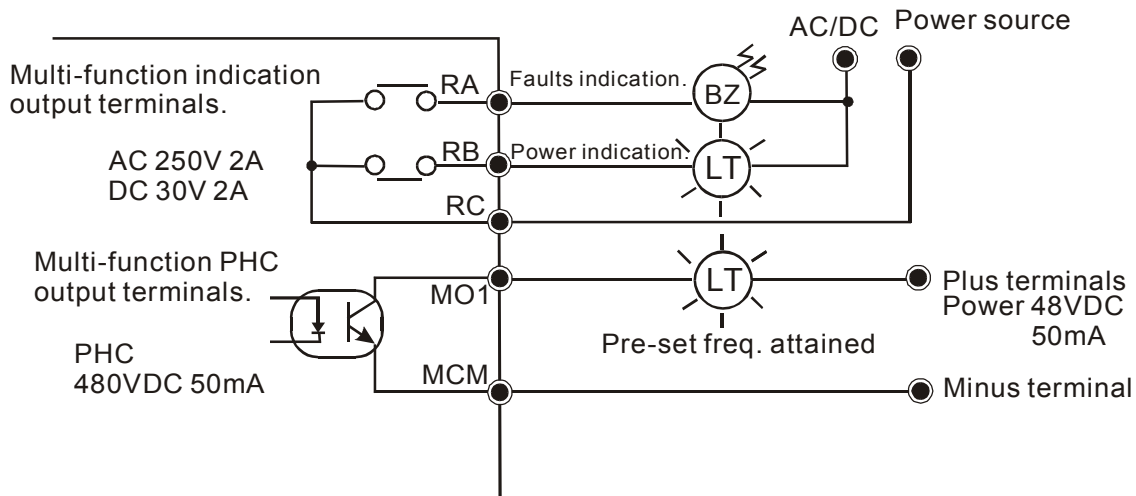 AC/DC
Power source
Multi-function indication
output terminals.
RA
Faults indication.
BZ
AC 250V 2A
DC 30V 2A
RB
Power indication.
LT
RC
Multi-function PHC
output terminals.
MO1
LT
Plus terminals
Power 48VDC
50mA
Pre-set freq. attained
PHC
480VDC 50mA
MCM
Minus terminal